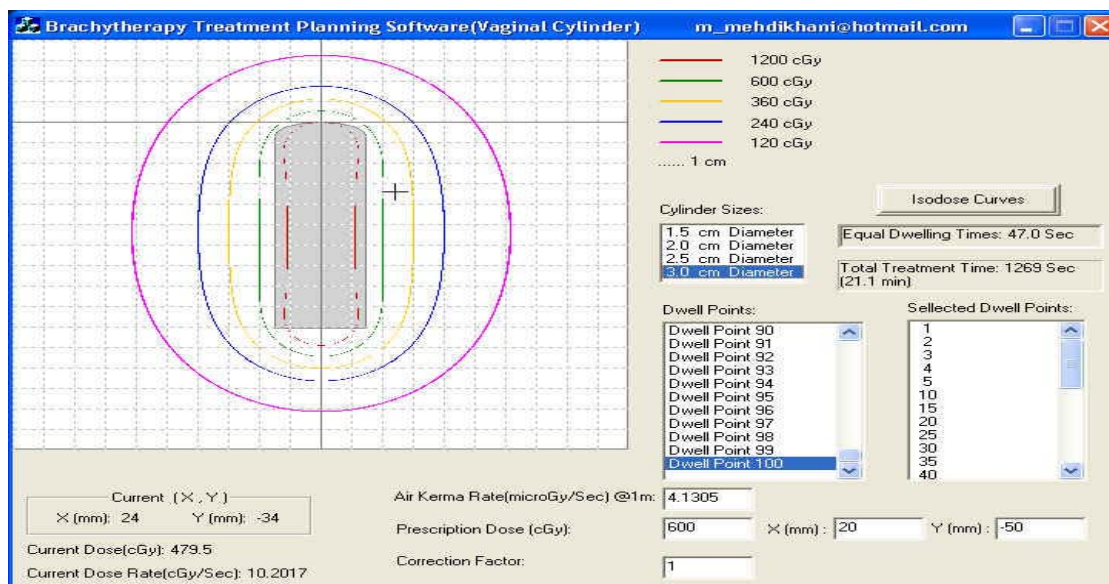 Brachytherapy Treatment Planning Software(Vaginal Cylinder) m_mehdikhani@hotmail.com
1200 cGy
600 cGy
360 cGy
240 cGy
120 cGy
...... 1 cm
Isodose Curves
Cylinder Sizes:
1.5 cm Diameter
2.0 cm Diameter
2.5 cm Diameter
3.0 cm Diameter
Equal Dwelling Times: 47.0 Sec
Total Treatment Time: 1269 Sec
(21.1 min)
Dwell Points:
Dwell Point 90
Dwell Point 91
Dwell Point 92
Dwell Point 93
Dwell Point 94
Dwell Point 95
Dwell Point 96
Dwell Point 97
Dwell Point 98
Dwell Point 99
Dwell Point 100
Sellected Dwell Points:
1
2
3
4
5
10
15
20
25
30
35
40
Current (X,Y)
X (mm): 24 Y (mm): -34
Current Dose(cGy): 479.5
Current Dose Rate(cGy/Sec): 10.2017
Air Kerma Rate(microGy/Sec) @1m: 4.1305
Prescription Dose (cGy): 600 X (mm) : 20 Y (mm) : -50
Correction Factor: 1